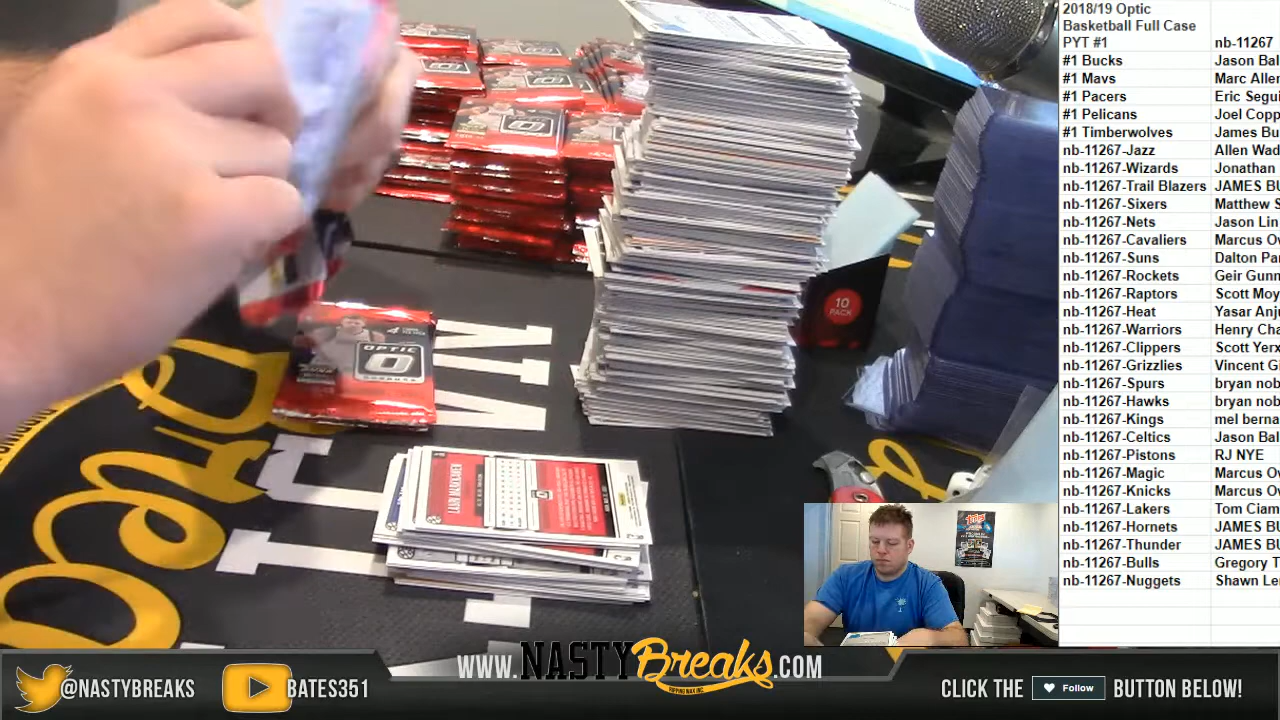 2018/19 Optic
Basketball Full Case
PYT #1 nb-11267
#1 Bucks Jason Bal
#1 Mavs Marc Aller
#1 Pacers Eric Segui
#1 Pelicans Joel Copp
#1 Timberwolves James Bu
nb-11267-Jazz Allen Wad
nb-11267-Wizards Jonathan
nb-11267-Trail Blazers JAMES BU
nb-11267-Sixers Matthew S
nb-11267-Nets Jason Lin
nb-11267-Cavaliers Marcus Ov
nb-11267-Suns Dalton Par
nb-11267-Rockets Geir Gunn
nb-11267-Raptors Scott Moy
nb-11267-Heat Yasar Anju
nb-11267-Warriors Henry Cho
nb-11267-Clippers Scott Yerx
nb-11267-Grizzlies Vincent Gi
nb-11267-Spurs bryan nob
nb-11267-Hawks bryan nob
nb-11267-Kings mel berna
nb-11267-Celtics Jason Bal
nb-11267-Pistons RJ NYE
nb-11267-Magic Marcus Ov
nb-11267-Knicks Marcus Ov
nb-11267-Lakers Tom Ciam
nb-11267-Hornets JAMES BU
nb-11267-Thunder JAMES BU
nb-11267-Bulls Gregory T
nb-11267-Nuggets Shawn Le
10
PACK
4
OPTIC
LAURI MARKKANEN
WWW.NASTYBreaks.COM
RIPPING WAX INC.
@NASTYBREAKS
BATES351
CLICK THE Follow BUTTON BELOW!